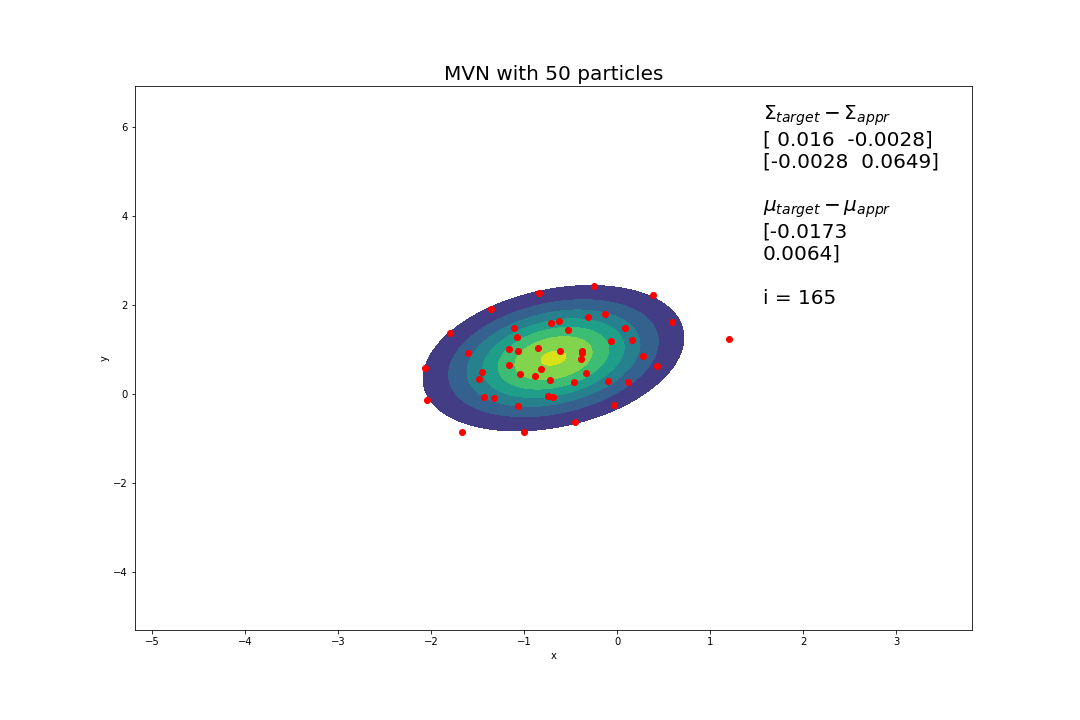 MVN with 50 particles
Σtarget − Σappr
[ 0.016  -0.0028]
[-0.0028  0.0649]
μtarget − μappr
[-0.0173
0.0064]
i = 165
6
4
2
0
−2
−4
y
−5 −4 −3 −2 −1 0 1 2 3
x